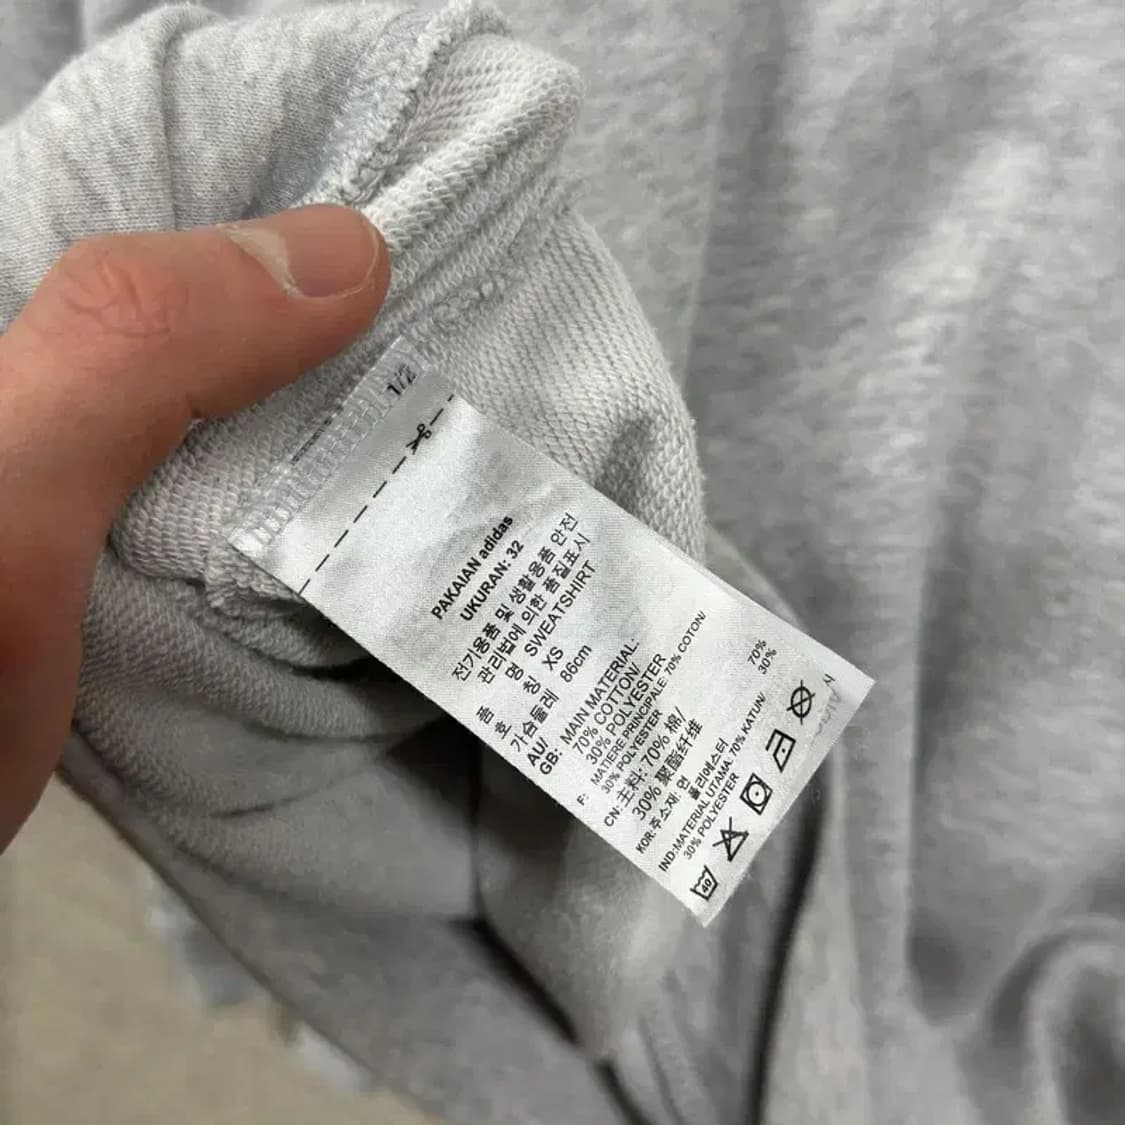 1/2
PAKAIAN adidas
UKURAN: 32
전기용품 및 생활용품 안전
관리법에 의한 품질표시
품 명 SWEATSHIRT
호 칭 XS
가슴둘레 86cm
AU/
GB: MAIN MATERIAL:
70% COTTON/
30% POLYESTER
F: MATIERE PRINCIPALE: 70% COTON/
30% POLYESTER
CN: 主料: 70% 棉/
30% 聚酯纤维
KOR: 주소재: 면 70%
폴리에스터 30%
IND:MATERIAL UTAMA: 70% KATUN/
30% POLYESTER
40